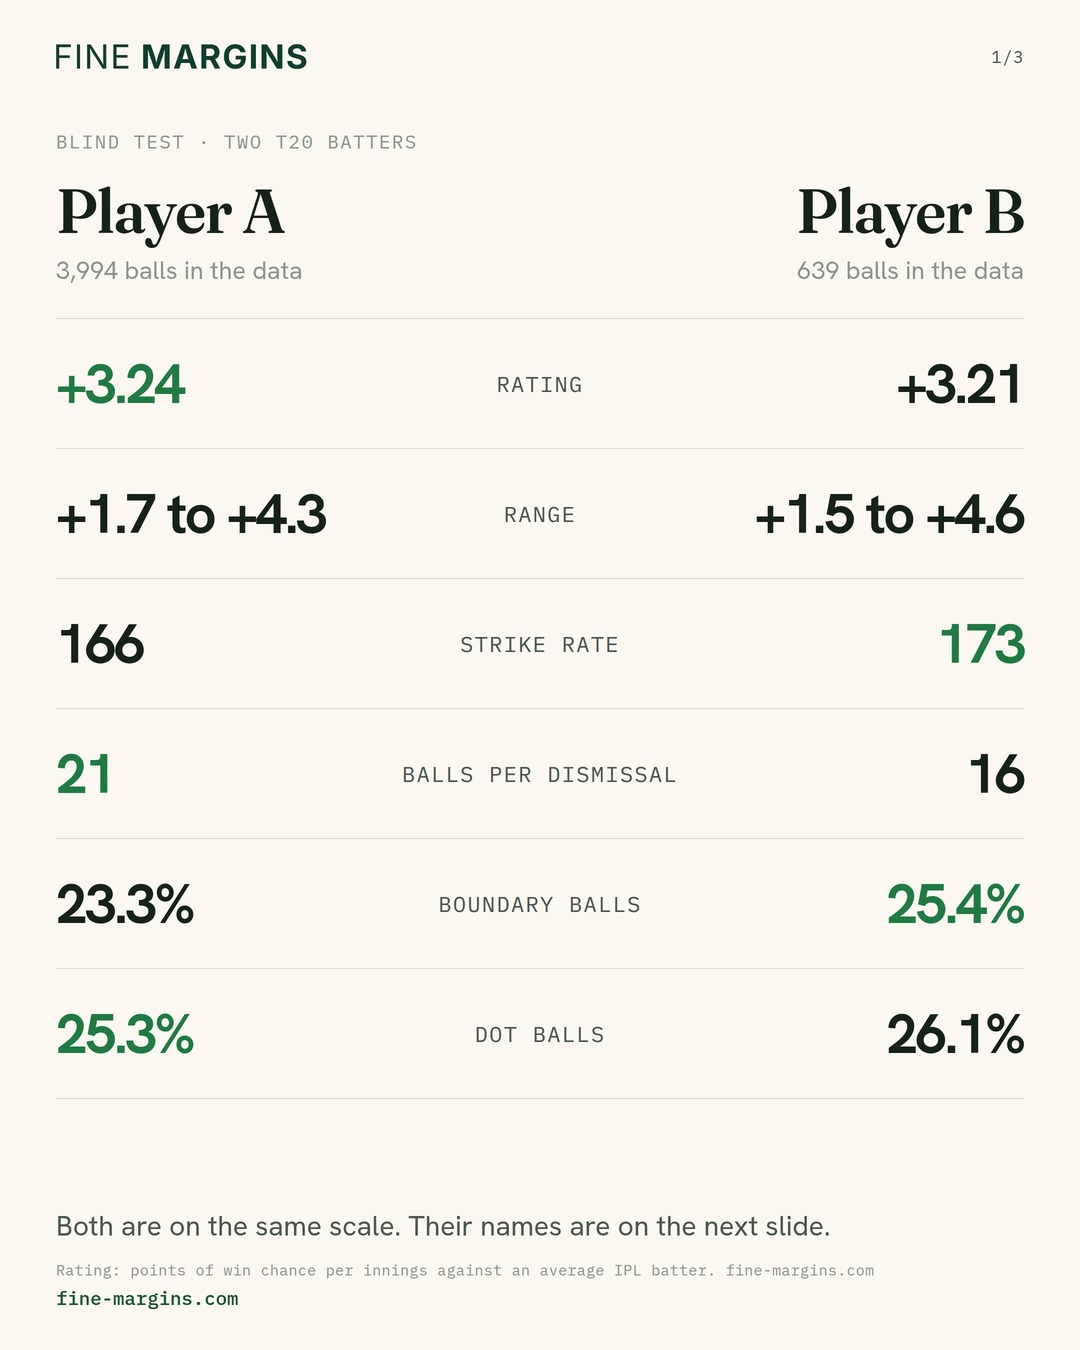 FINE MARGINS
1/3
BLIND TEST · TWO T20 BATTERS
Player A Player B
3,994 balls in the data 639 balls in the data
+3.24 RATING +3.21
+1.7 to +4.3 RANGE +1.5 to +4.6
166 STRIKE RATE 173
21 BALLS PER DISMISSAL 16
23.3% BOUNDARY BALLS 25.4%
25.3% DOT BALLS 26.1%
Both are on the same scale. Their names are on the next slide.
Rating: points of win chance per innings against an average IPL batter. fine-margins.com
fine-margins.com